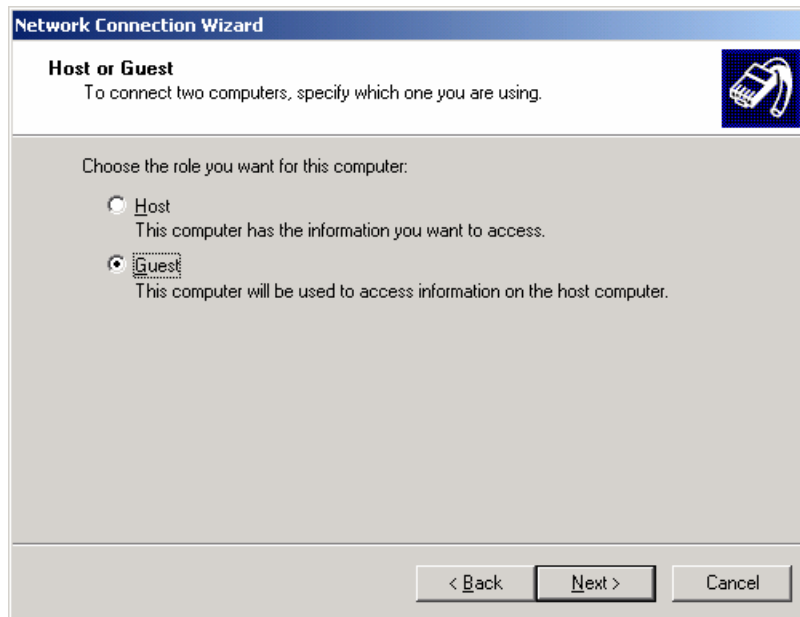 Network Connection Wizard
Host or Guest
To connect two computers, specify which one you are using.
Choose the role you want for this computer:
Host
This computer has the information you want to access.
Guest
This computer will be used to access information on the host computer.
< Back Next > Cancel